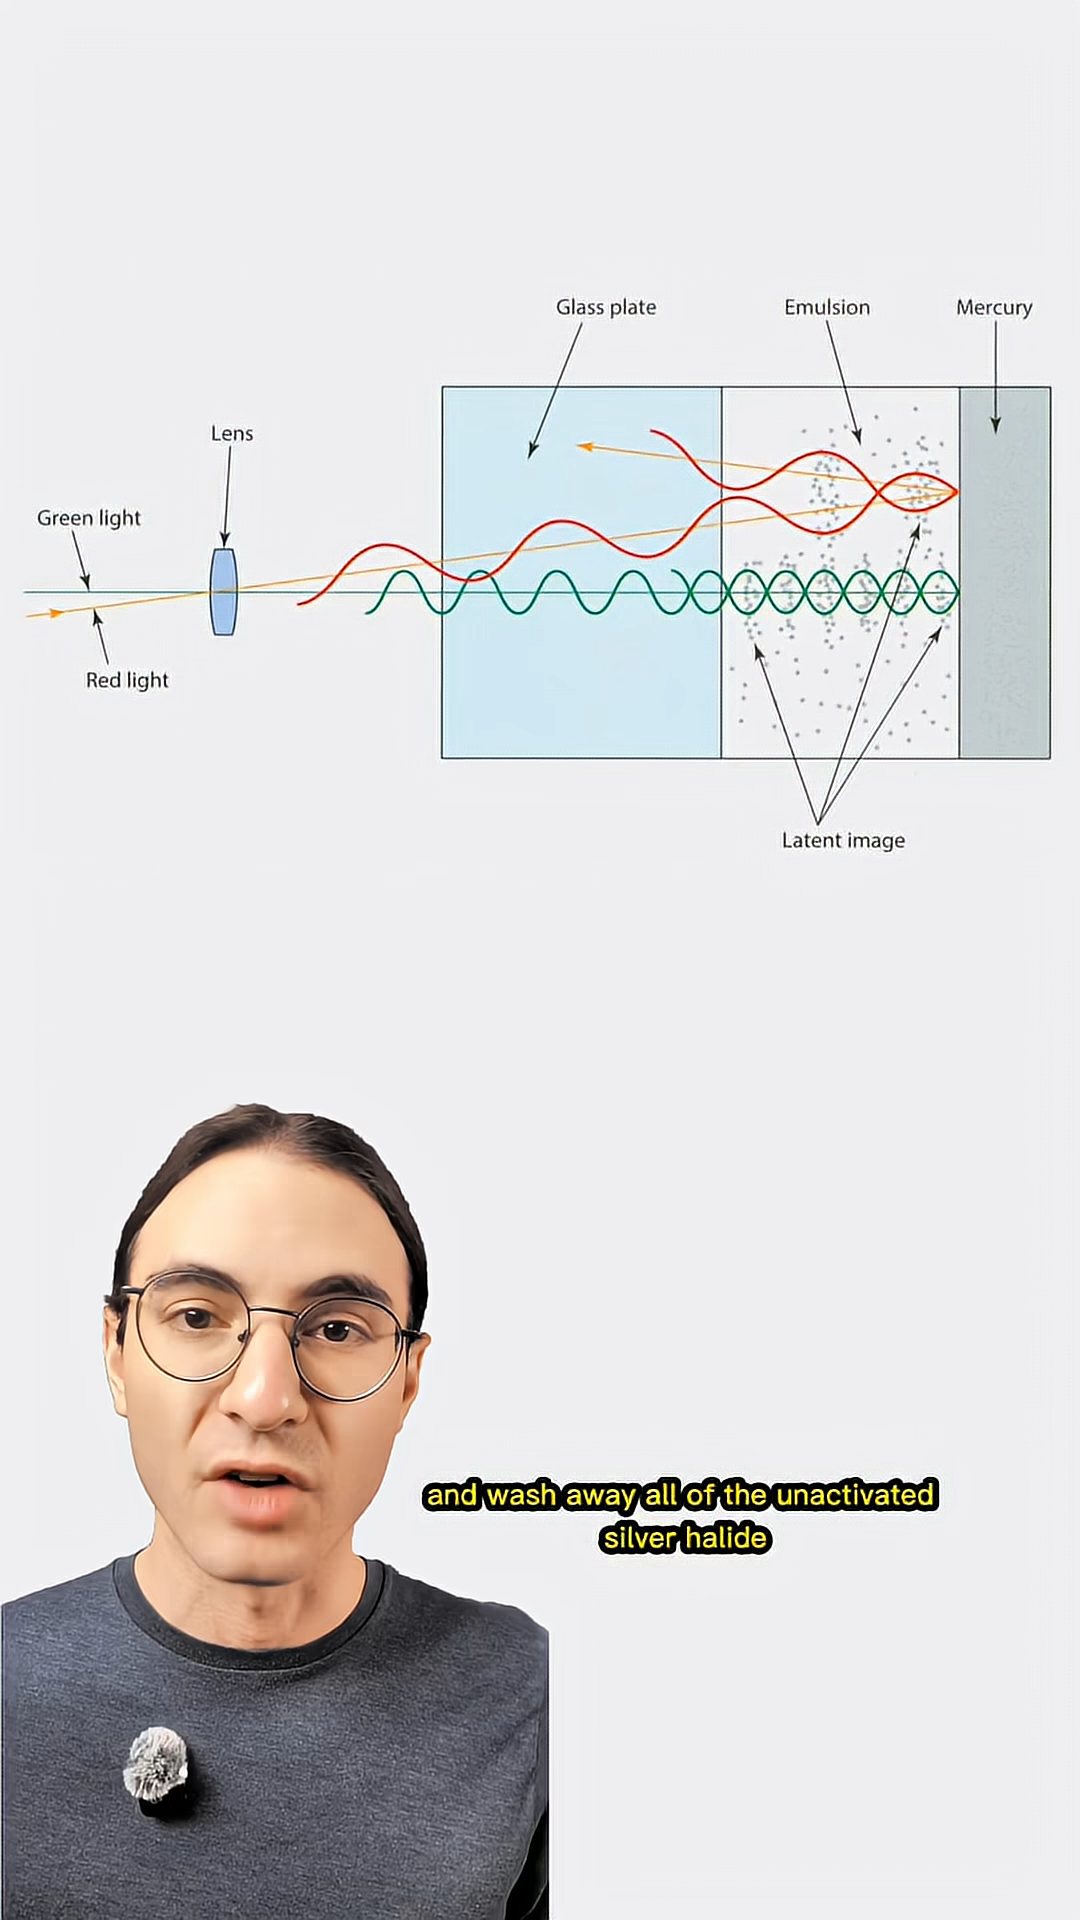 Glass plate
Emulsion
Mercury
Lens
Green light
Red light
Latent image
and wash away all of the unactivated
silver halide